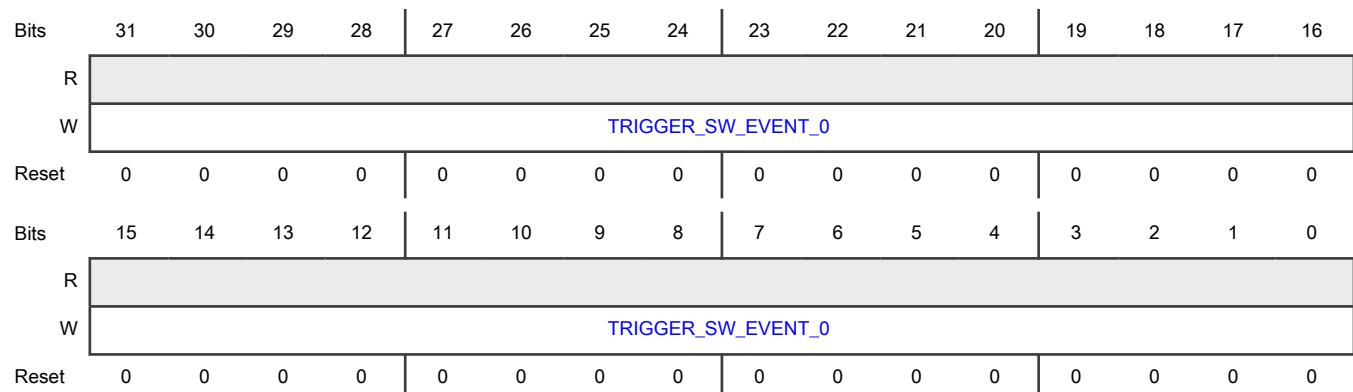 Bits 31 30 29 28 27 26 25 24 23 22 21 20 19 18 17 16
R
W TRIGGER_SW_EVENT_0
Reset 0 0 0 0 0 0 0 0 0 0 0 0 0 0 0 0
Bits 15 14 13 12 11 10 9 8 7 6 5 4 3 2 1 0
R
W TRIGGER_SW_EVENT_0
Reset 0 0 0 0 0 0 0 0 0 0 0 0 0 0 0 0